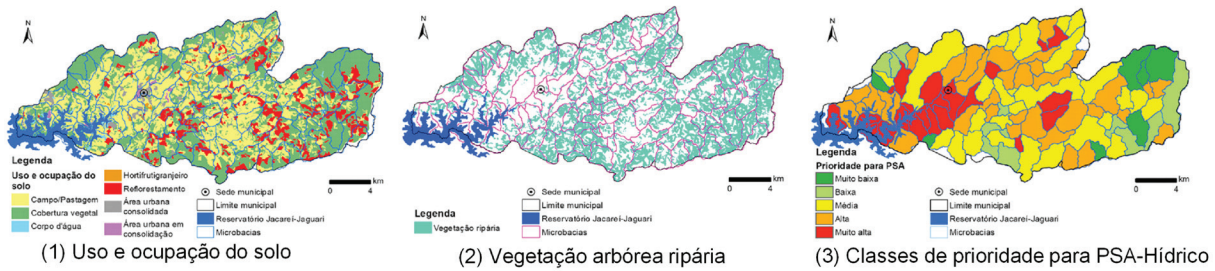 N
Legenda
Uso e ocupação do solo
Campo/Pastagem
Cobertura vegetal
Corpo d'água
Hortifrutigranjeiro
Reflorestamento
Área urbana consolidada
Área urbana em consolidação
Sede municipal
Limite municipal
Reservatório Jacareí-Jaguari
Microbacias
km
0 4
(1) Uso e ocupação do solo
N
Legenda
Vegetação ripária
Sede municipal
Limite municipal
Reservatório Jacareí-Jaguari
Microbacias
km
0 4
(2) Vegetação arbórea ripária
N
Legenda
Prioridade para PSA
Muito baixa
Baixa
Média
Alta
Muito alta
Sede municipal
Limite municipal
Reservatório Jacareí-Jaguari
Microbacias
km
0 4
(3) Classes de prioridade para PSA-Hídrico